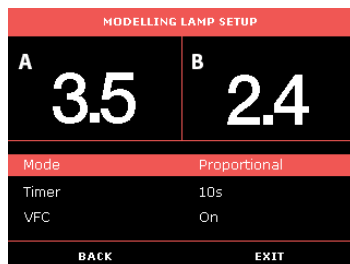 MODELLING LAMP SETUP
A B
3.5 2.4
Mode Proportional
Timer 10s
VFC On
BACK EXIT